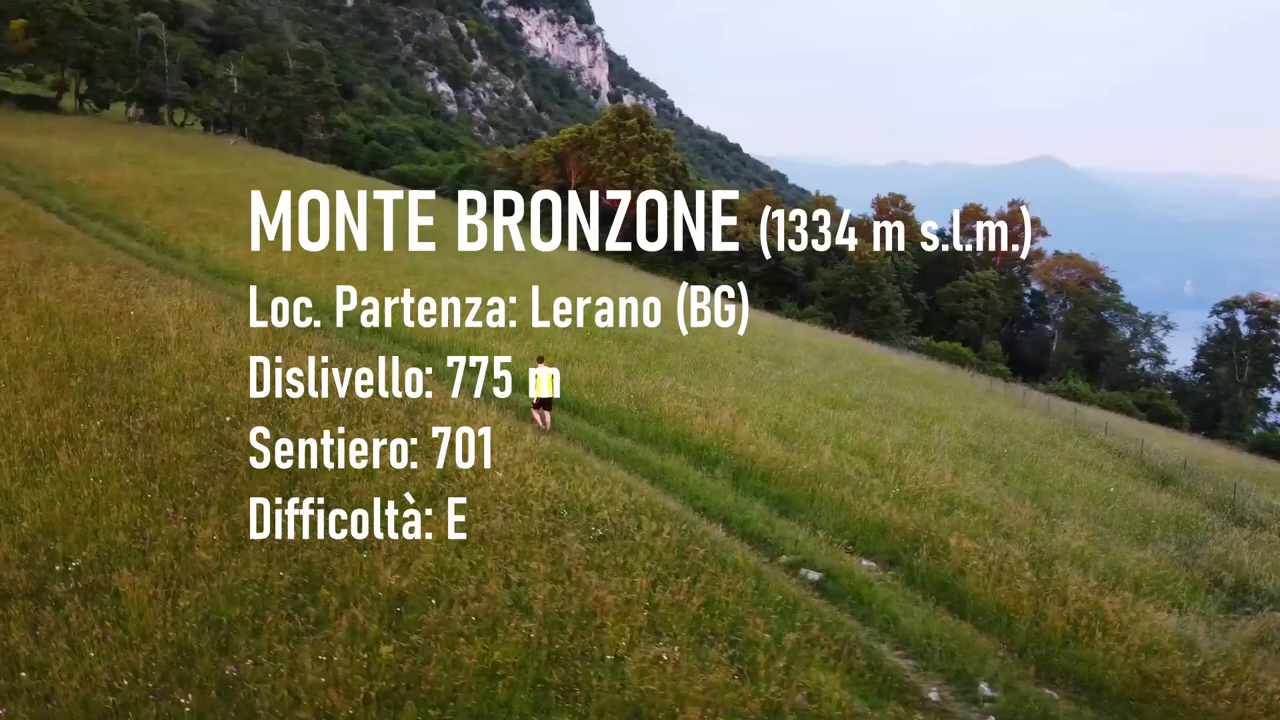 MONTE BRONZONE (1334 m s.l.m.)
Loc. Partenza: Lerano (BG)
Dislivello: 775 m
Sentiero: 701
Difficoltà: E